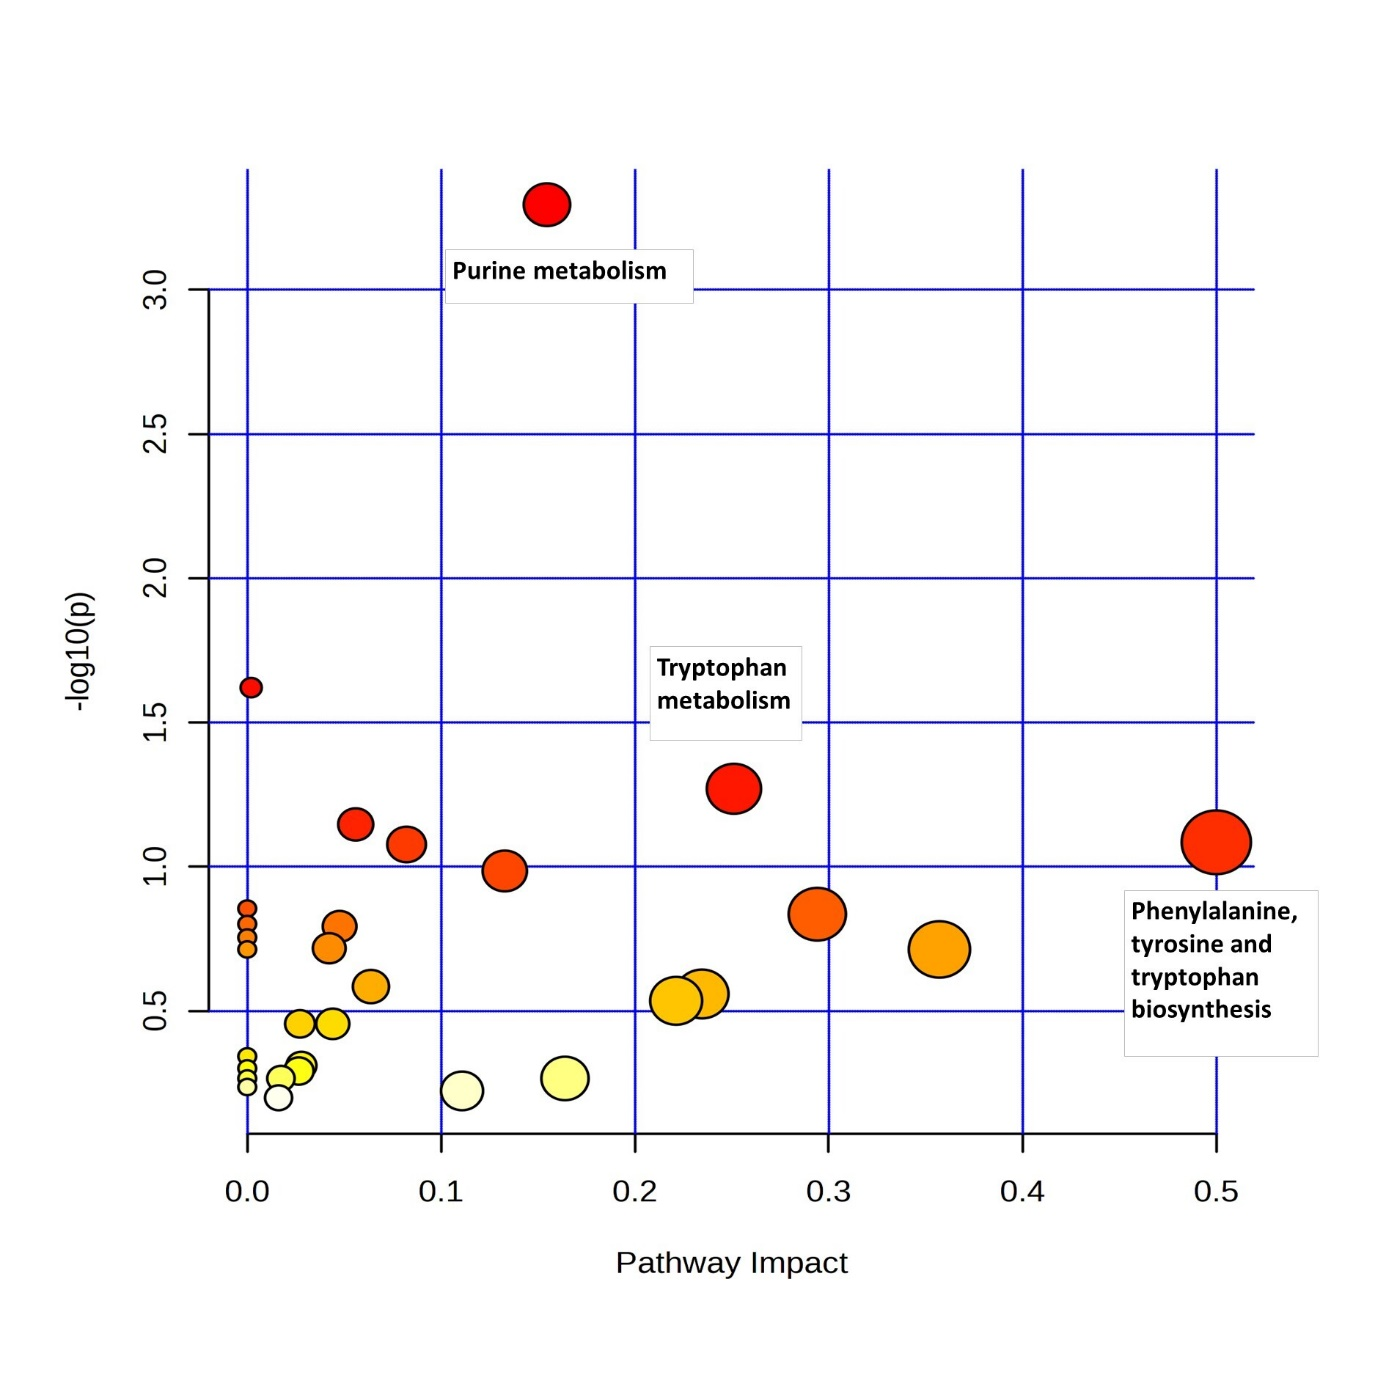 Purine metabolism
3.0
2.5
2.0
Tryptophan
metabolism
1.5
1.0
Phenylalanine,
tyrosine and
tryptophan
biosynthesis
0.5
-log10(p)
0.0 0.1 0.2 0.3 0.4 0.5
Pathway Impact